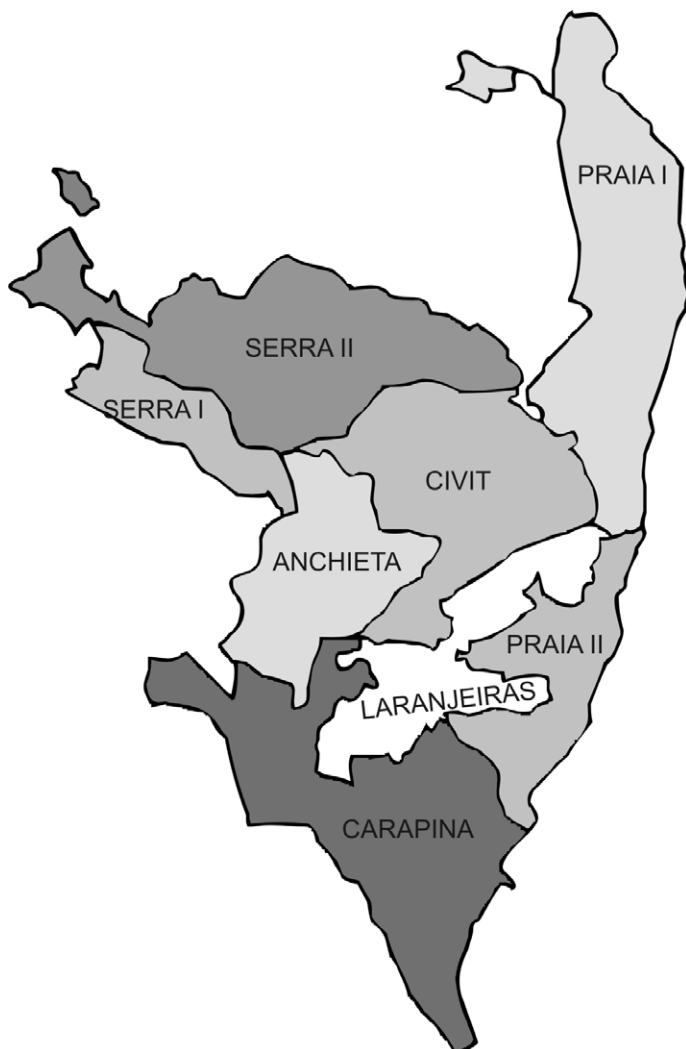 PRAIA I
SERRA II
SERRA I
CIVIT
ANCHIETA
PRAIA II
LARANJEIRAS
CARAPINA